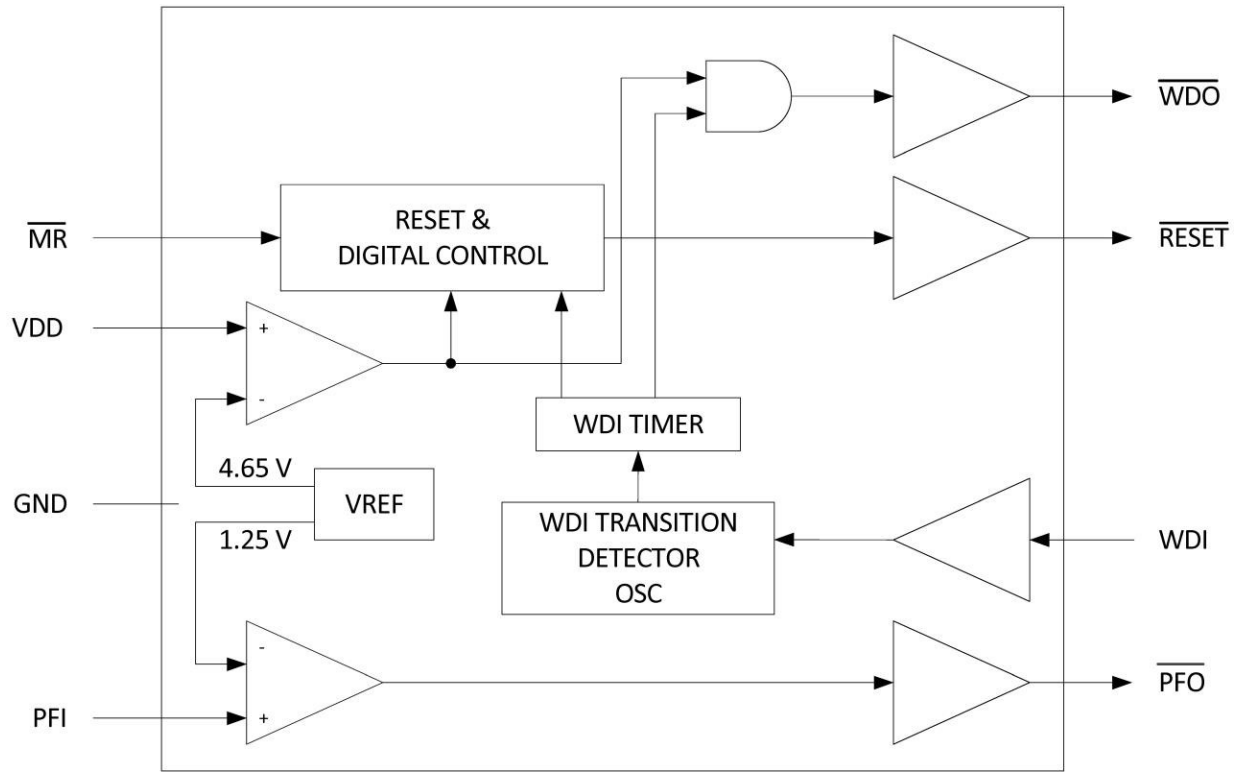 WDO
RESET &
DIGITAL CONTROL
MR
RESET
VDD
+
-
WDI TIMER
4.65 V
GND
VREF
WDI TRANSITION
DETECTOR
OSC
1.25 V
WDI
-
+
PFI
PFO